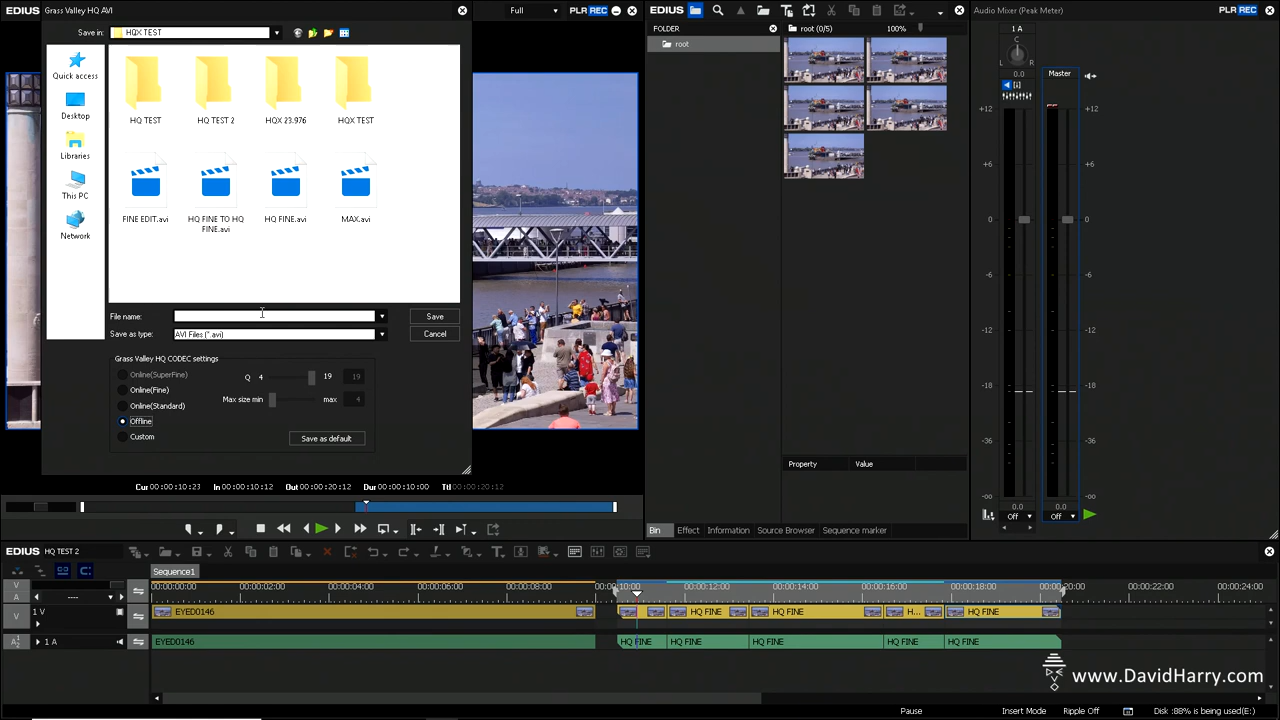 EDIUS
Grass Valley HQ AVI
Full
PLR REC
EDIUS
Audio Mixer (Peak Meter)
PLR REC
Save in:
HQX TEST
FOLDER
root (0/5)
100%
root
1 A
C
L R
0.0
Master
Quick access
Desktop
Libraries
This PC
Network
HQ TEST
HQ TEST 2
HQX 23.976
HQX TEST
FINE EDIT.avi
HQ FINE TO HQ
FINE.avi
HQ FINE.avi
MAX.avi
+12
+12
+6
+6
0
0
-6
-6
-12
-12
-18
-18
-36
-36
-oo
-oo
0.0
0.0
Off
Off
File name:
Save
Save as type:
AVI Files (*.avi)
Cancel
Grass Valley HQ CODEC settings
Online(SuperFine)
Online(Fine)
Online(Standard)
Offline
Custom
Q 4
19
19
Max size min
max
4
Save as default
Property
Value
Cur 00:00:10:23
In 00:00:10:12
Out 00:00:20:12
Dur 00:00:10:00
Ttl 00:00:20:12
Bin
Effect
Information
Source Browser
Sequence marker
EDIUS HQ TEST 2
Sequence1
V
A
00:00:00:00
00:00:02:00
00:00:04:00
00:00:06:00
00:00:08:00
00:00:12:00
00:00:14:00
00:00:16:00
00:00:18:00
00:00:22:00
00:00:24:00
V
1 V
EYED0146
HQ FINE
HQ FINE
H...
HQ FINE
1 A
EYED0146
HQ FINE
HQ FINE
HQ FINE
HQ FINE
HQ FINE
www.DavidHarry.com
Pause
Insert Mode
Ripple Off
Disk :88% is being used(E:)